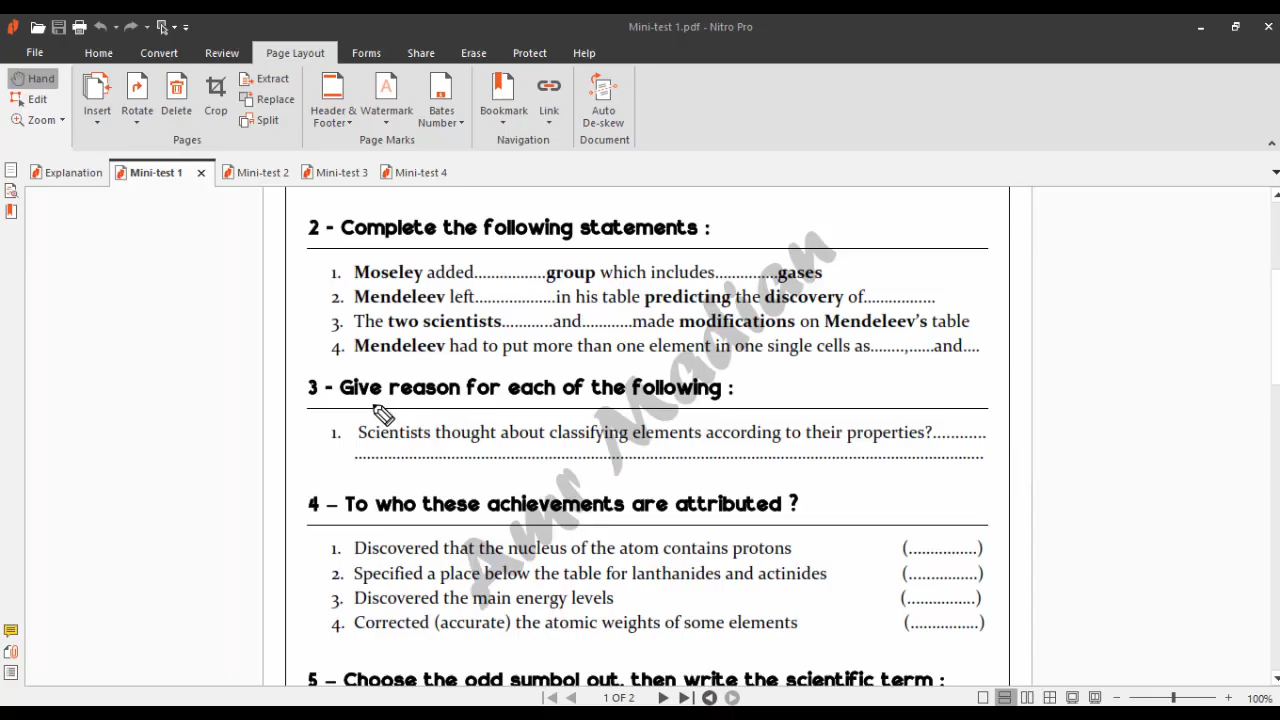 Mini-test 1.pdf - Nitro Pro
File Home Convert Review Page Layout Forms Share Erase Protect Help
Hand Edit Zoom
Insert Rotate Delete Crop Extract Replace Split
Pages
Header & Footer Watermark Bates Number
Page Marks
Bookmark Link
Navigation
Auto De-skew
Document
Explanation Mini-test 1 Mini-test 2 Mini-test 3 Mini-test 4
2 - Complete the following statements :
1. Moseley added.................group which includes...............gases
2. Mendeleev left...................in his table predicting the discovery of.................
3. The two scientists............and............made modifications on Mendeleev's table
4. Mendeleev had to put more than one element in one single cells as........,......and....
3 - Give reason for each of the following :
1. Scientists thought about classifying elements according to their properties?............
................................................................................................................
4 – To who these achievements are attributed ?
1. Discovered that the nucleus of the atom contains protons (................)
2. Specified a place below the table for lanthanides and actinides (................)
3. Discovered the main energy levels (................)
4. Corrected (accurate) the atomic weights of some elements (................)
5 – Choose the odd symbol out, then write the scientific term :
Amr Madian
1 OF 2
100%